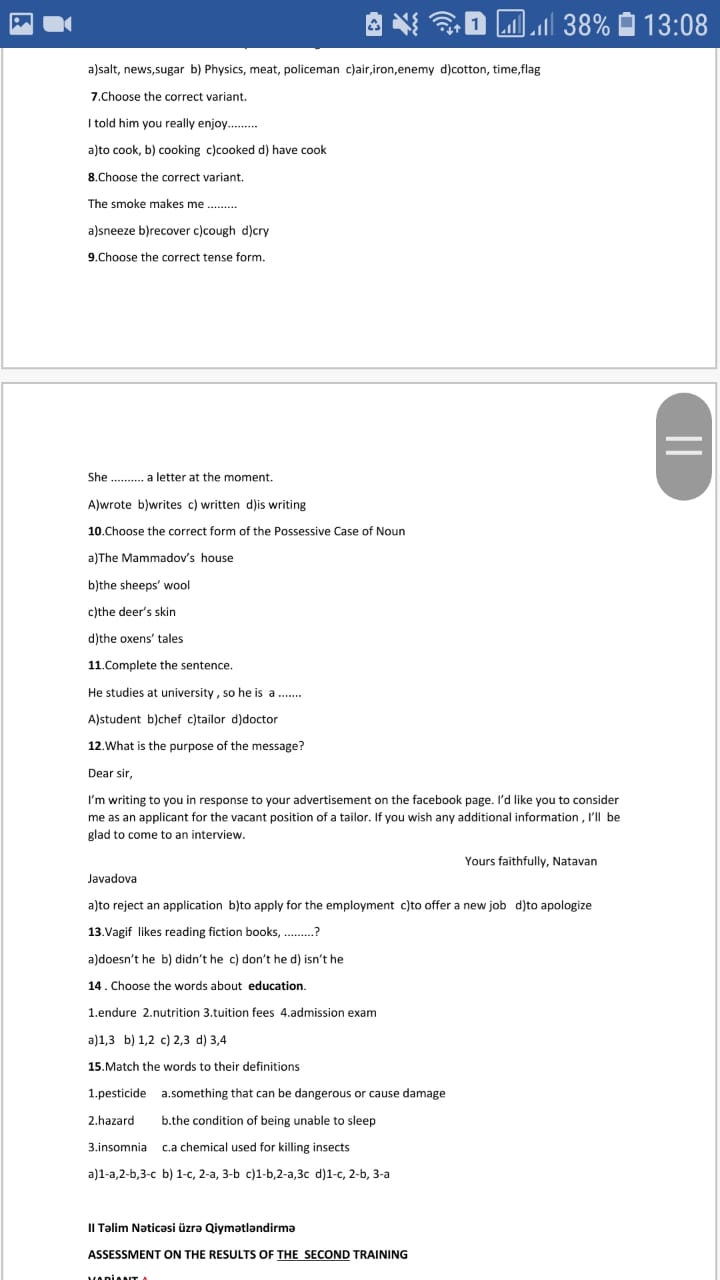 1 38% 13:08
a)salt, news,sugar b) Physics, meat, policeman c)air,iron,enemy d)cotton, time,flag
7.Choose the correct variant.
I told him you really enjoy.........
a)to cook, b) cooking c)cooked d) have cook
8.Choose the correct variant.
The smoke makes me .........
a)sneeze b)recover c)cough d)cry
9.Choose the correct tense form.
She .......... a letter at the moment.
A)wrote b)writes c) written d)is writing
10.Choose the correct form of the Possessive Case of Noun
a)The Mammadov's house
b)the sheeps' wool
c)the deer's skin
d)the oxens' tales
11.Complete the sentence.
He studies at university , so he is a .......
A)student b)chef c)tailor d)doctor
12.What is the purpose of the message?
Dear sir,
I'm writing to you in response to your advertisement on the facebook page. I'd like you to consider
me as an applicant for the vacant position of a tailor. If you wish any additional information , I'll be
glad to come to an interview.
Yours faithfully, Natavan
Javadova
a)to reject an application b)to apply for the employment c)to offer a new job d)to apologize
13.Vagif likes reading fiction books, .........?
a)doesn't he b) didn't he c) don't he d) isn't he
14 . Choose the words about education.
1.endure 2.nutrition 3.tuition fees 4.admission exam
a)1,3 b) 1,2 c) 2,3 d) 3,4
15.Match the words to their definitions
1.pesticide a.something that can be dangerous or cause damage
2.hazard b.the condition of being unable to sleep
3.insomnia c.a chemical used for killing insects
a)1-a,2-b,3-c b) 1-c, 2-a, 3-b c)1-b,2-a,3c d)1-c, 2-b, 3-a
II Təlim Nəticəsi üzrə Qiymətləndirmə
ASSESSMENT ON THE RESULTS OF THE SECOND TRAINING
VARİANT A